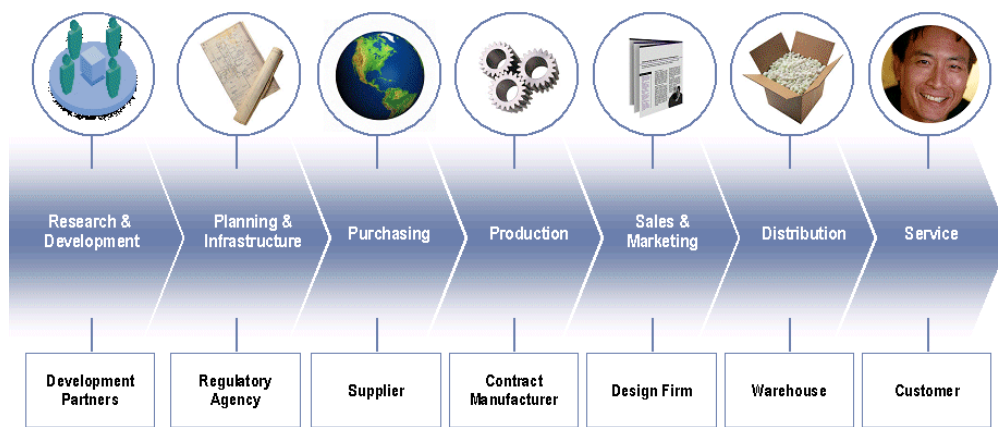 Research &
Development
Planning &
Infrastructure
Purchasing
Production
Sales &
Marketing
Distribution
Service
Development
Partners
Regulatory
Agency
Supplier
Contract
Manufacturer
Design Firm
Warehouse
Customer